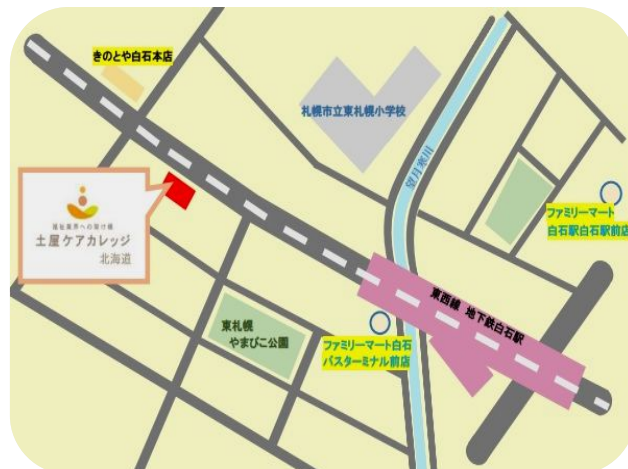 きのとや白石本店
札幌市立東札幌小学校
望月寒川
福祉業界への架け橋
土屋ケアカレッジ
北海道
ファミリーマート
白石駅白石駅前店
東西線 地下鉄白石駅
東札幌
やまびこ公園
ファミリーマート白石
バスターミナル前店